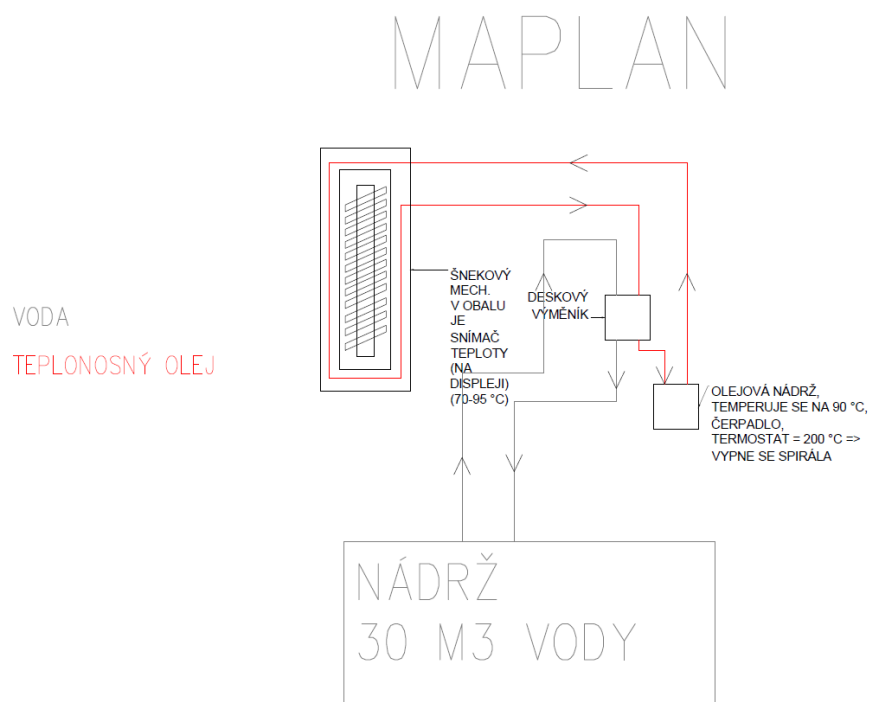 MAPLAN
VODA
TEPLONOSNÝ OLEJ
ŠNEKOVÝ
MECH.
V OBALU
JE
SNÍMAČ
TEPLOTY
(NA
DISPLEJI)
(70-95 °C)
DESKOVÝ
VÝMĚNÍK
OLEJOVÁ NÁDRŽ,
TEMPERUJE SE NA 90 °C,
ČERPADLO,
TERMOSTAT = 200 °C =>
VYPNE SE SPIRÁLA
NÁDRŽ
30 M3 VODY